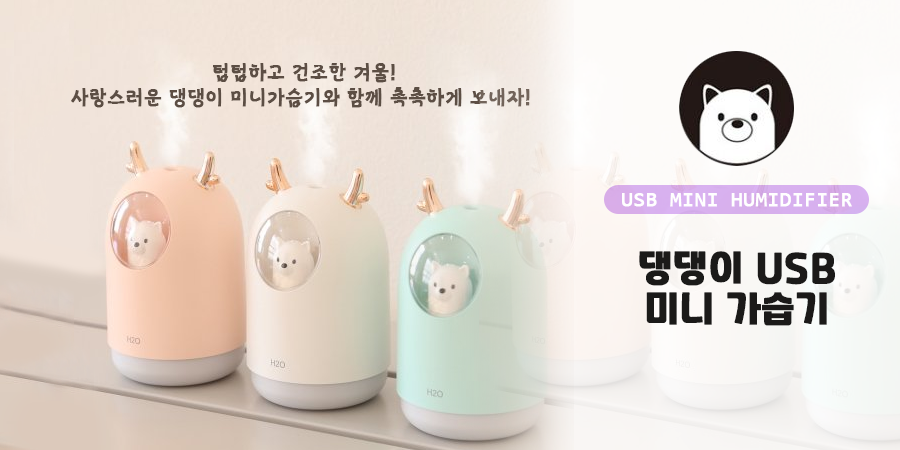 텁텁하고 건조한 겨울!
사랑스러운 댕댕이 미니가습기와 함께 촉촉하게 보내자!
USB MINI HUMIDIFIER
댕댕이 USB
미니 가습기
H2O
H2O
H2O